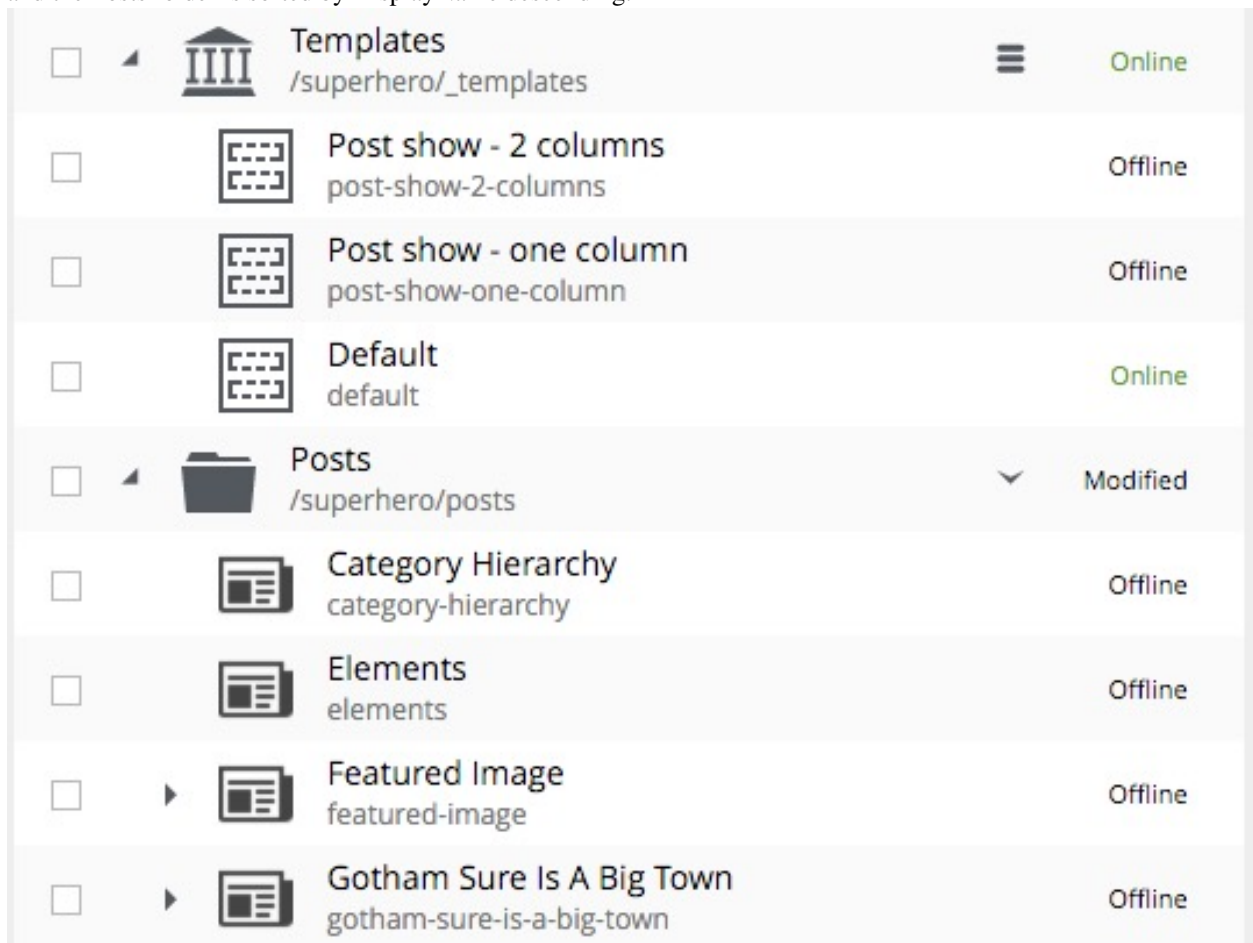 Templates
/superhero/_templates
Online
Post show - 2 columns
post-show-2-columns
Offline
Post show - one column
post-show-one-column
Offline
Default
default
Online
Posts
/superhero/posts
Modified
Category Hierarchy
category-hierarchy
Offline
Elements
elements
Offline
Featured Image
featured-image
Offline
Gotham Sure Is A Big Town
gotham-sure-is-a-big-town
Offline